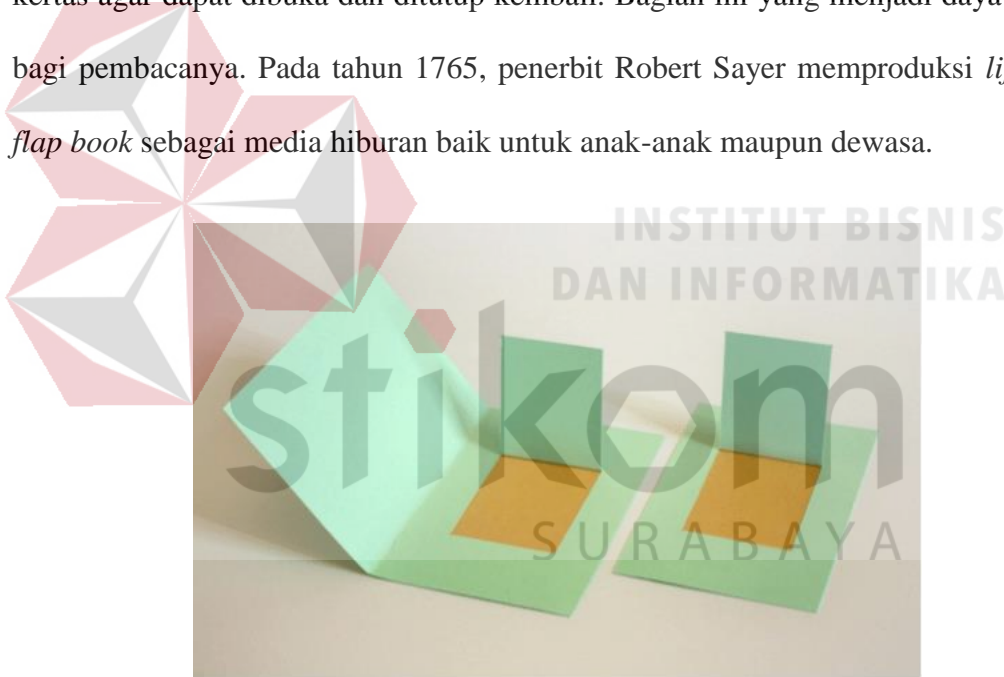 kertas agar dapat dibuka dan ditutup kembali. Bagian ini yang menjadi daya
bagi pembacanya. Pada tahun 1765, penerbit Robert Sayer memproduksi
flap book sebagai media hiburan baik untuk anak-anak maupun dewasa.
INSTITUT BISNIS
DAN INFORMATIKA
stikom
SURABAYA